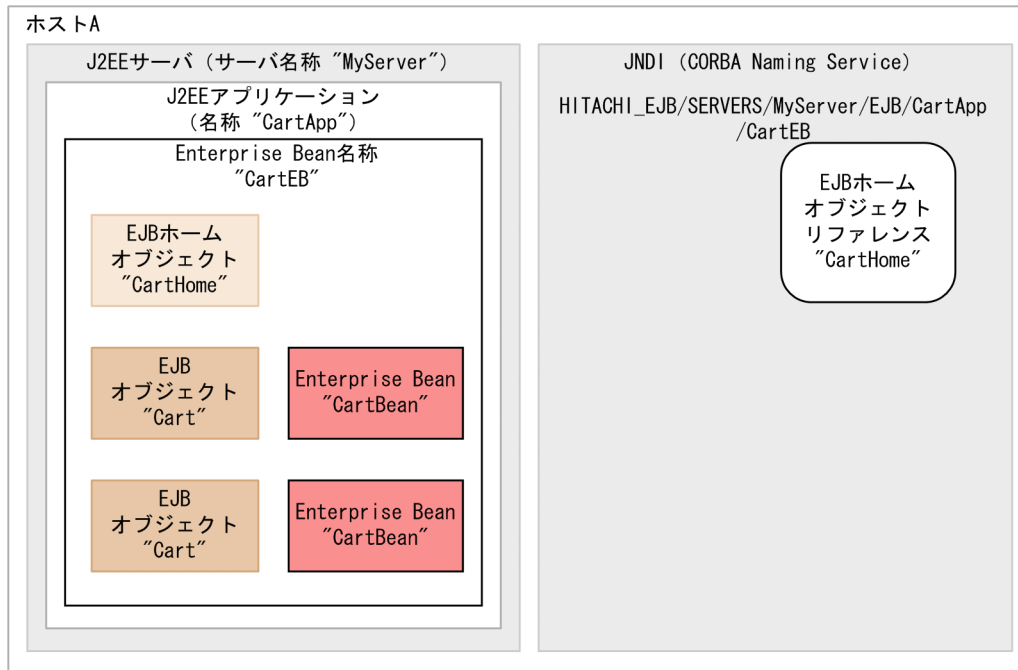 ホストA
J2EEサーバ（サーバ名称 "MyServer"）
J2EEアプリケーション
（名称 "CartApp"）
Enterprise Bean名称
"CartEB"
EJBホーム
オブジェクト
"CartHome"
EJB
オブジェクト
"Cart"
Enterprise Bean
"CartBean"
EJB
オブジェクト
"Cart"
Enterprise Bean
"CartBean"
JNDI（CORBA Naming Service）
HITACHI_EJB/SERVERS/MyServer/EJB/CartApp
/CartEB
EJBホーム
オブジェクト
リファレンス
"CartHome"